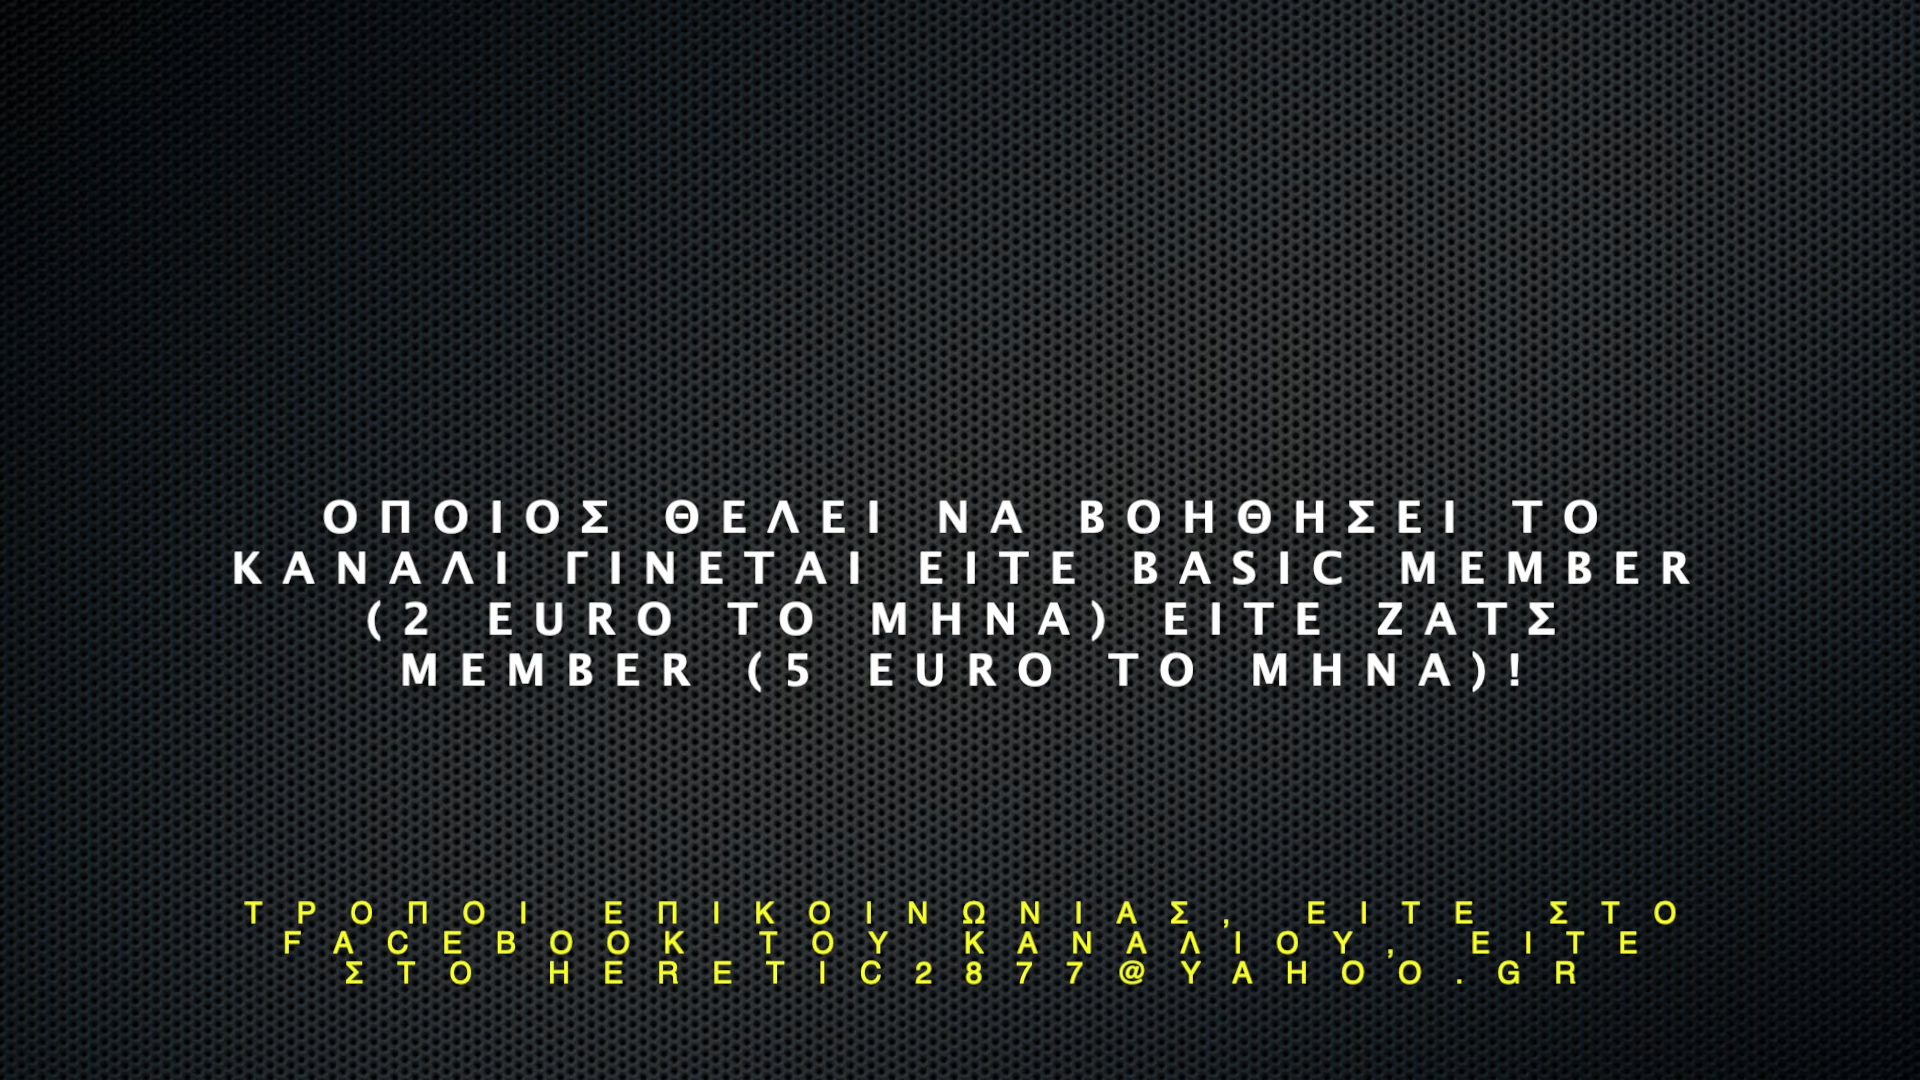 ΟΠΟΙΟΣ ΘΕΛΕΙ ΝΑ ΒΟΗΘΗΣΕΙ ΤΟ
ΚΑΝΑΛΙ ΓΙΝΕΤΑΙ ΕΙΤΕ BASIC MEMBER
(2 EURO ΤΟ ΜΗΝΑ) ΕΙΤΕ ΖΑΤΣ
MEMBER (5 EURO ΤΟ ΜΗΝΑ)!
ΤΡΟΠΟΙ ΕΠΙΚΟΙΝΩΝΙΑΣ, ΕΙΤΕ ΣΤΟ
FACEBOOK ΤΟΥ ΚΑΝΑΛΙΟΥ, ΕΙΤΕ
ΣΤΟ HERETIC2877@YAHOO.GR